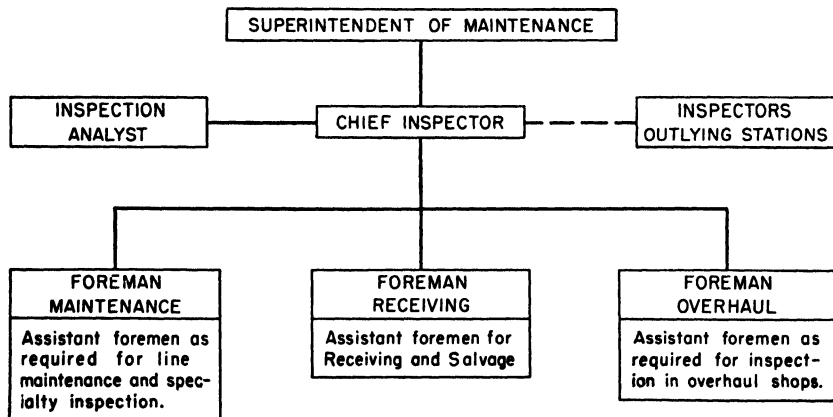 SUPERINTENDENT OF MAINTENANCE
INSPECTION
ANALYST
CHIEF INSPECTOR
INSPECTORS
OUTLYING STATIONS
FOREMAN
MAINTENANCE
Assistant foremen as
required for line
maintenance and spec-
ialty inspection.
FOREMAN
RECEIVING
Assistant foremen for
Receiving and Salvage
FOREMAN
OVERHAUL
Assistant foremen as
required for inspect-
ion in overhaul shops.